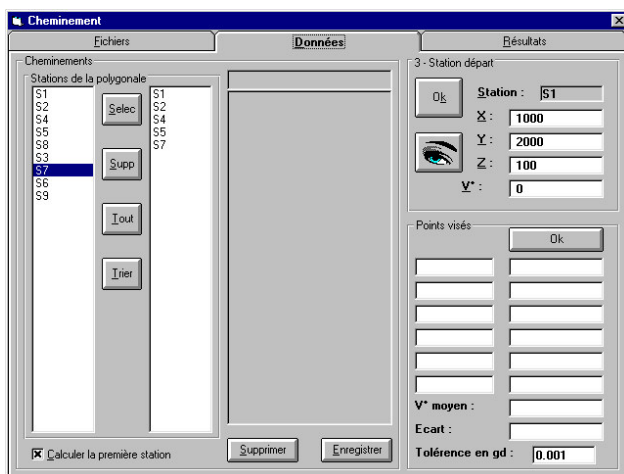 Cheminement
Fichiers
Données
Résultats
Cheminements
Stations de la polygonale
S1
S2
S4
S5
S8
S3
S7
S6
S9
Selec
Supp
Tout
Trier
S1
S2
S4
S5
S7
Calculer la première station
Supprimer
Enregistrer
3 - Station départ
Ok
Station : S1
X : 1000
Y : 2000
Z : 100
V° : 0
Points visés
Ok
V° moyen :
Ecart :
Tolérence en gd : 0.001